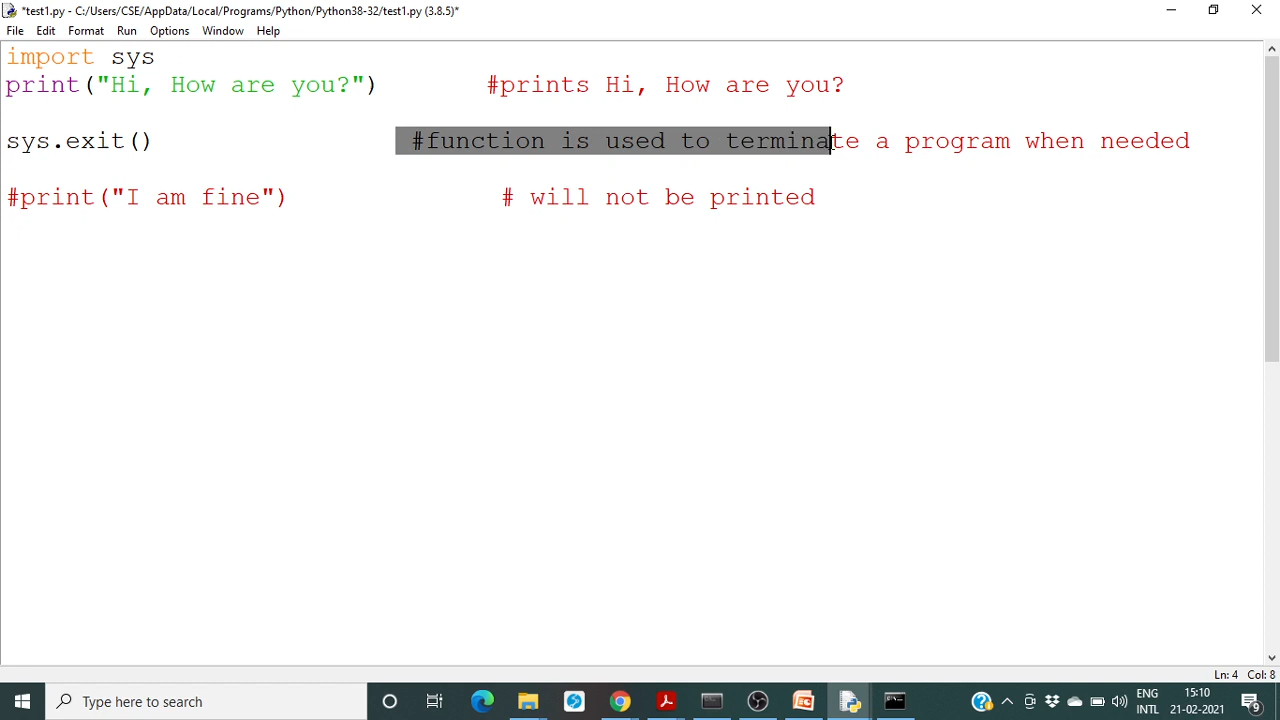 *test1.py - C:/Users/CSE/AppData/Local/Programs/Python/Python38-32/test1.py (3.8.5)*
File Edit Format Run Options Window Help
import sys
print("Hi, How are you?") #prints Hi, How are you?
sys.exit() #function is used to terminate a program when needed
#print("I am fine") # will not be printed
Ln: 4 Col: 8
Type here to search
ENG 15:10
INTL 21-02-2021 9